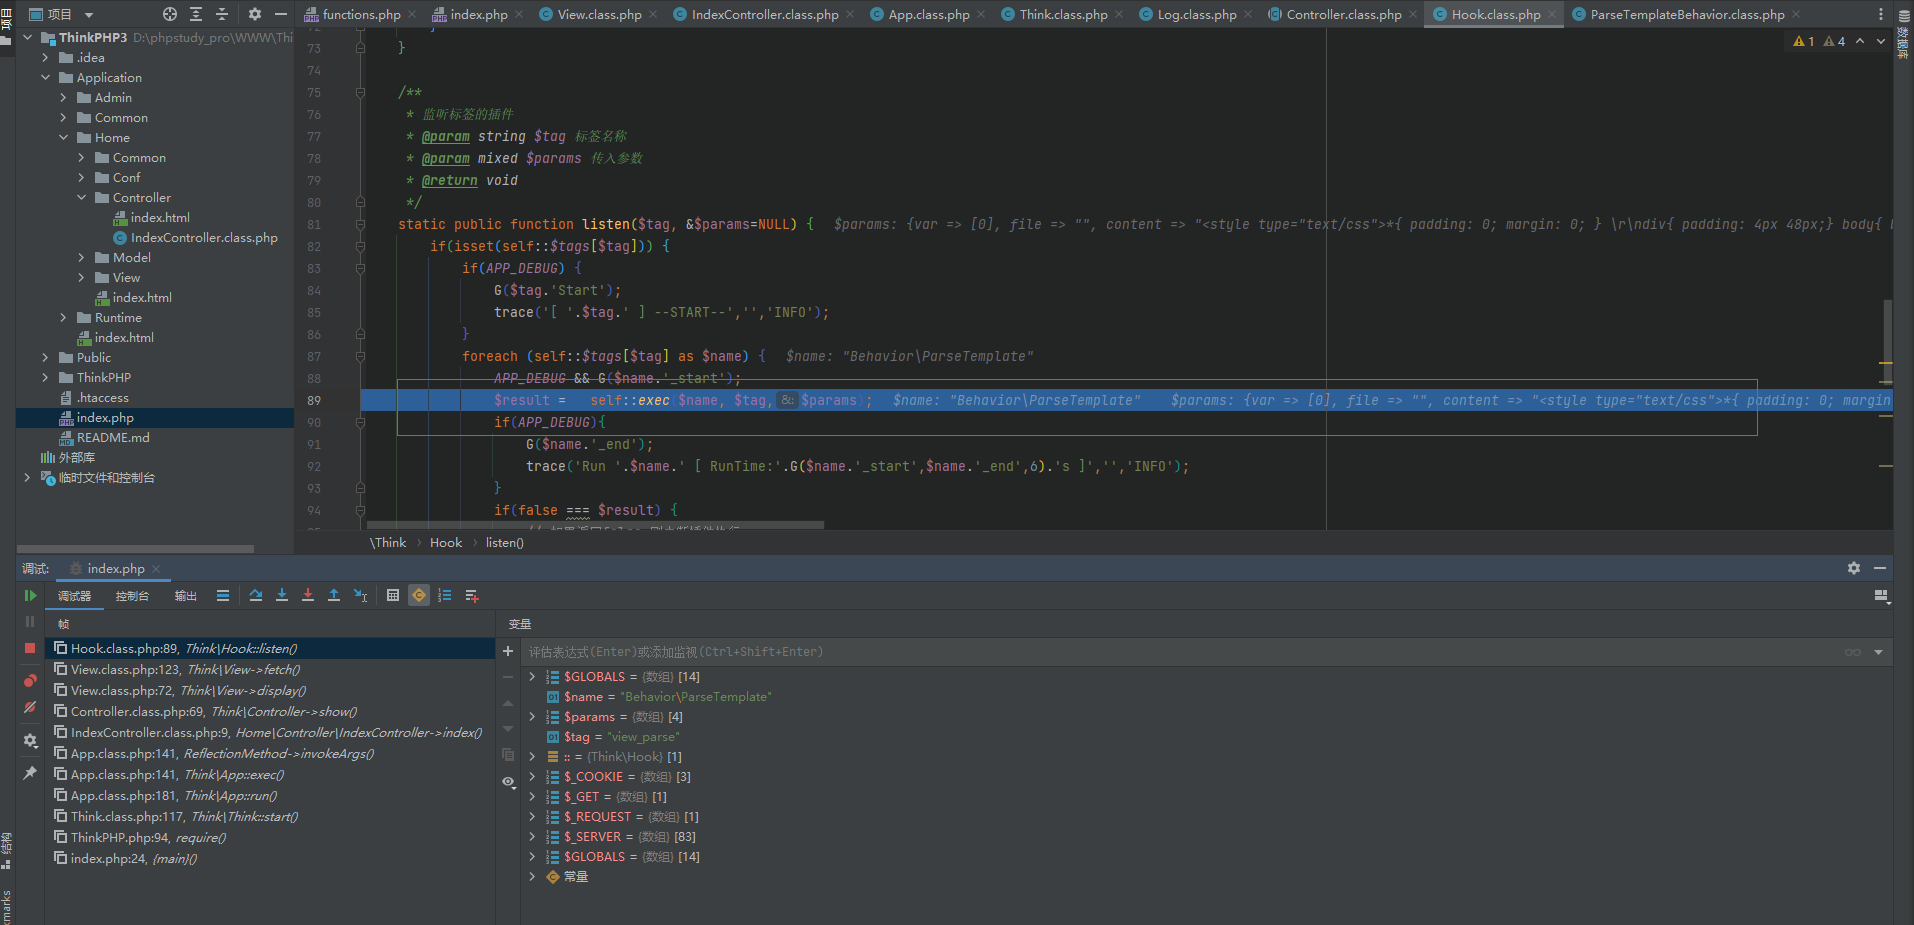 项目
functions.php
index.php
View.class.php
IndexController.class.php
App.class.php
Think.class.php
Log.class.php
Controller.class.php
Hook.class.php
ParseTemplateBehavior.class.php
项目
数据库
ThinkPHP3 D:\phpstudy_pro\WWW\Thi
.idea
Application
Admin
Common
Home
Common
Conf
Controller
index.html
IndexController.class.php
Model
View
index.html
Runtime
index.html
Public
ThinkPHP
.htaccess
index.php
README.md
外部库
临时文件和控制台
1 4
73 }
74
75 /**
76 * 监听标签的插件
77 * @param string $tag 标签名称
78 * @param mixed $params 传入参数
79 * @return void
80 */
81 static public function listen($tag, &$params=NULL) { $params: {var => [0], file => "", content => "<style type="text/css">*{ padding: 0; margin: 0; } \r\ndiv{ padding: 4px 48px;} body{
82 if(isset(self::$tags[$tag])) {
83 if(APP_DEBUG) {
84 G($tag.'Start');
85 trace('[ '.$tag.' ] --START--','','INFO');
86 }
87 foreach (self::$tags[$tag] as $name) { $name: "Behavior\ParseTemplate"
88 APP_DEBUG && G($name.'_start');
89 $result = self::exec($name, $tag, &: $params); $name: "Behavior\ParseTemplate" $params: {var => [0], file => "", content => "<style type="text/css">*{ padding: 0; margin
90 if(APP_DEBUG){
91 G($name.'_end');
92 trace('Run '.$name.' [ RunTime:'.G($name.'_start',$name.'_end',6).'s ]','','INFO');
93 }
94 if(false === $result) {
\Think › Hook › listen()
调试: index.php
调试器 控制台 输出
帧
变量
Hook.class.php:89, Think\Hook::listen()
View.class.php:123, Think\View->fetch()
View.class.php:72, Think\View->display()
Controller.class.php:69, Think\Controller->show()
IndexController.class.php:9, Home\Controller\IndexController->index()
App.class.php:141, ReflectionMethod->invokeArgs()
App.class.php:141, Think\App::exec()
App.class.php:181, Think\App::run()
Think.class.php:117, Think\Think::start()
ThinkPHP.php:94, require()
index.php:24, {main}()
评估表达式(Enter)或添加监视(Ctrl+Shift+Enter)
$GLOBALS = {数组} [14]
$name = "Behavior\ParseTemplate"
$params = {数组} [4]
$tag = "view_parse"
:: = {Think\Hook} [1]
$_COOKIE = {数组} [3]
$_GET = {数组} [1]
$_REQUEST = {数组} [1]
$_SERVER = {数组} [83]
$GLOBALS = {数组} [14]
常量
结构